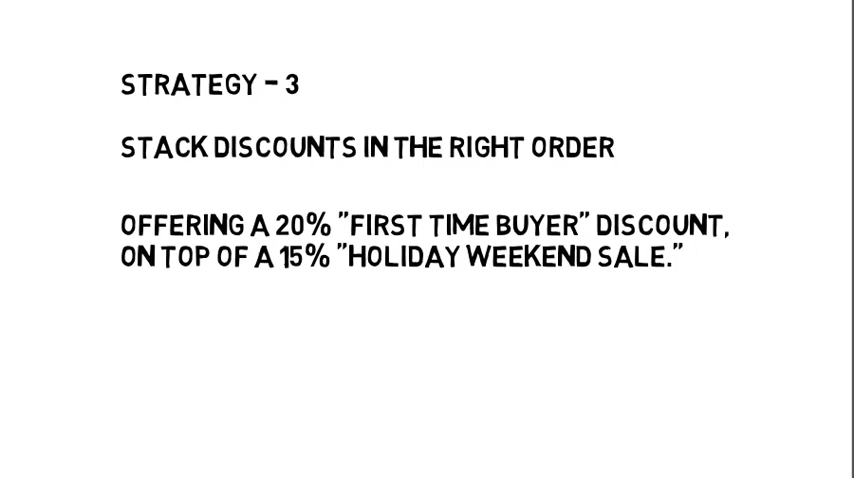 STRATEGY - 3
STACK DISCOUNTS IN THE RIGHT ORDER
OFFERING A 20% "FIRST TIME BUYER" DISCOUNT,
ON TOP OF A 15% "HOLIDAY WEEKEND SALE."